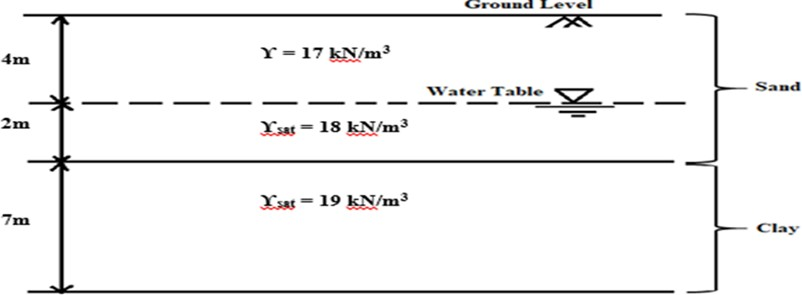 Ground Level
4m
ϒ = 17 kN/m³
Water Table
Sand
2m
ϒsat = 18 kN/m³
ϒsat = 19 kN/m³
7m
Clay